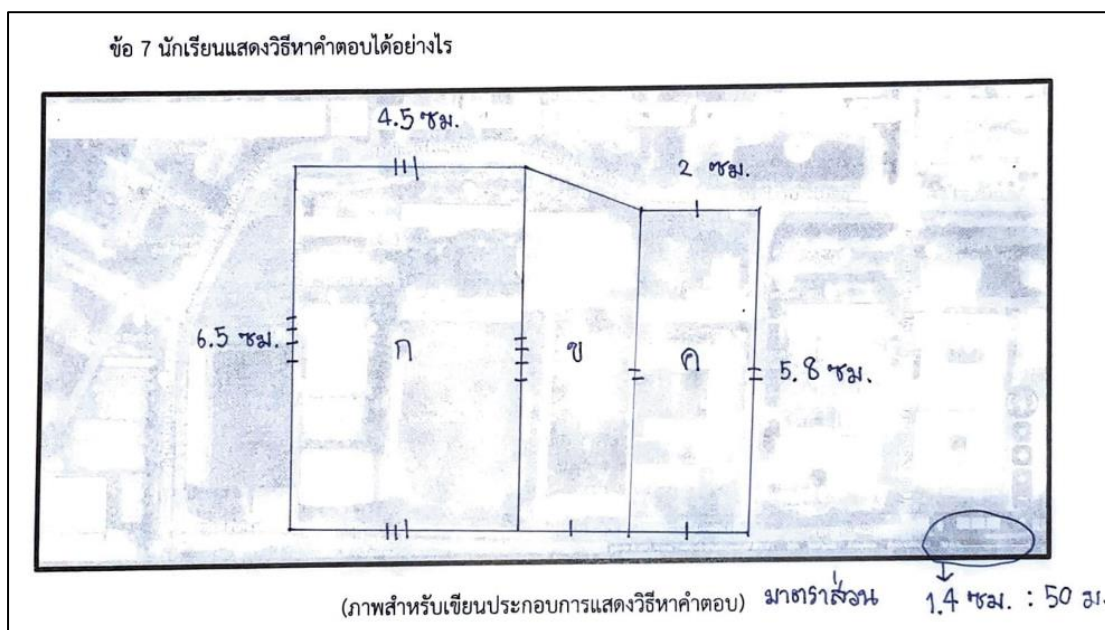 ข้อ 7 นักเรียนแสดงวิธีหาคำตอบได้อย่างไร
4.5 ซม.
2 ซม.
6.5 ซม.
ก
ข
ค
5.8 ซม.
(ภาพสำหรับเขียนประกอบการแสดงวิธีหาคำตอบ) มาตราส่วน 1.4 ซม. : 50 ม.